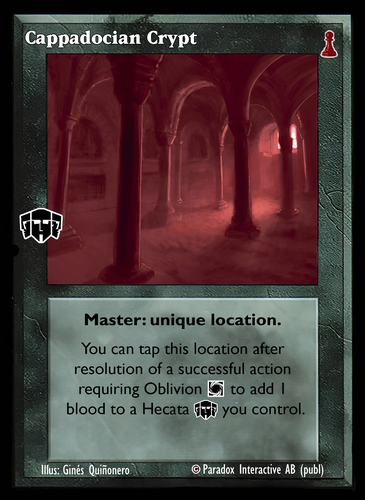 Cappadocian Crypt
Master: unique location.
You can tap this location after
resolution of a successful action
requiring Oblivion to add 1
blood to a Hecata you control.
Illus: Ginés Quiñonero © Paradox Interactive AB (publ)